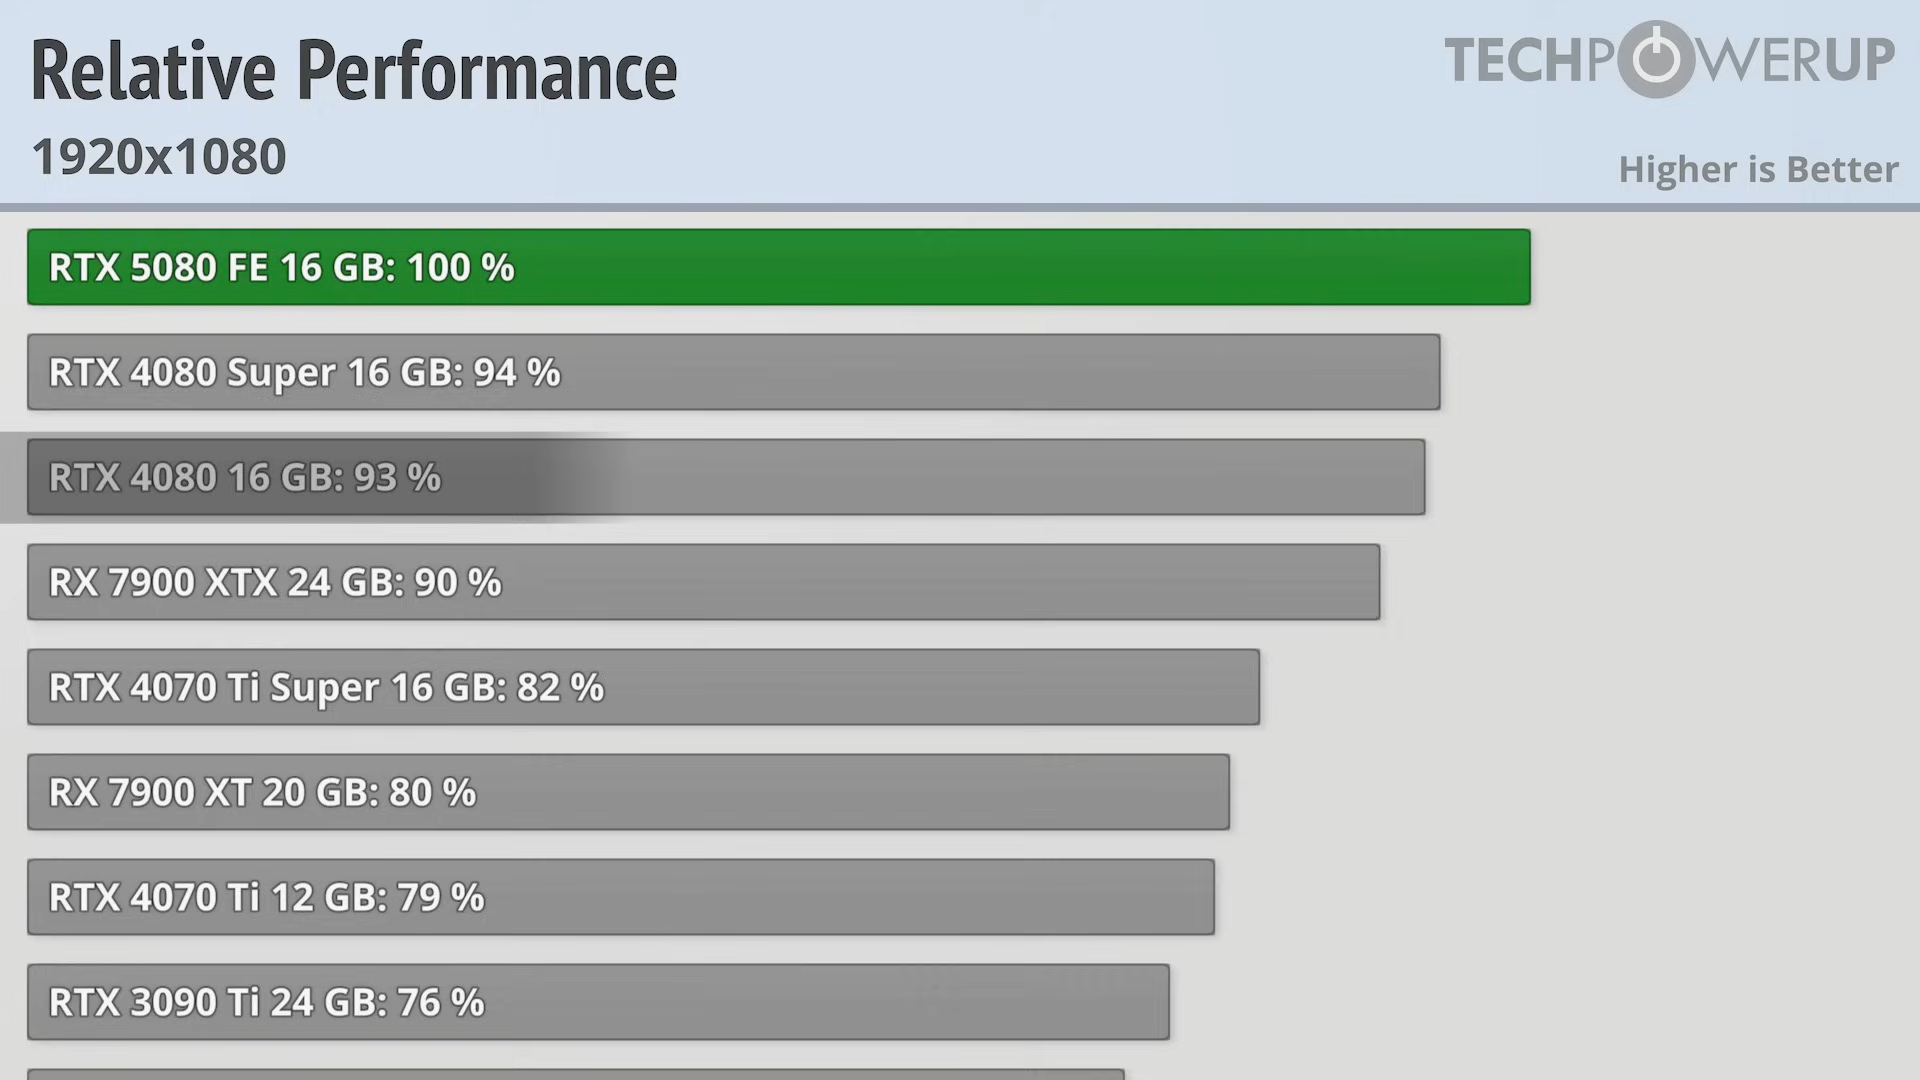 Relative Performance
TECHPOWERUP
1920x1080
Higher is Better
RTX 5080 FE 16 GB: 100 %
RTX 4080 Super 16 GB: 94 %
RTX 4080 16 GB: 93 %
RX 7900 XTX 24 GB: 90 %
RTX 4070 Ti Super 16 GB: 82 %
RX 7900 XT 20 GB: 80 %
RTX 4070 Ti 12 GB: 79 %
RTX 3090 Ti 24 GB: 76 %